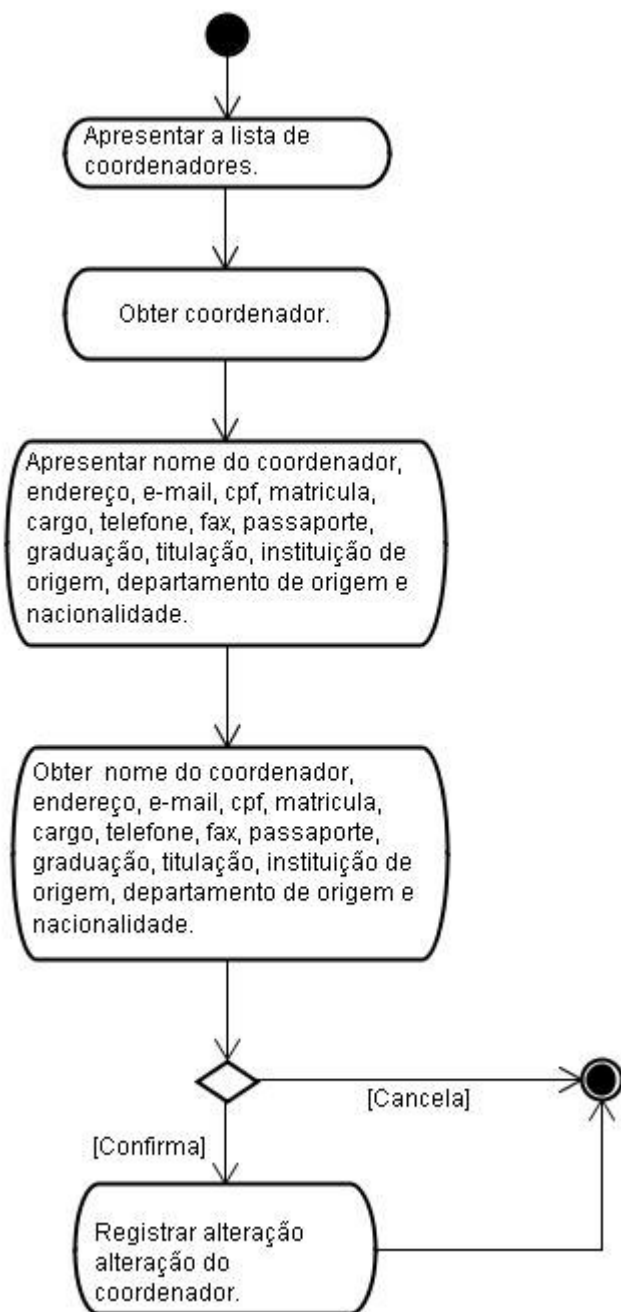 Apresentar a lista de
coordenadores.
Obter coordenador.
Apresentar nome do coordenador,
endereço, e-mail, cpf, matricula,
cargo, telefone, fax, passaporte,
graduação, titulação, instituição de
origem, departamento de origem e
nacionalidade.
Obter  nome do coordenador,
endereço, e-mail, cpf, matricula,
cargo, telefone, fax, passaporte,
graduação, titulação, instituição de
origem, departamento de origem e
nacionalidade.
[Cancela]
[Confirma]
Registrar alteração
alteração do
coordenador.